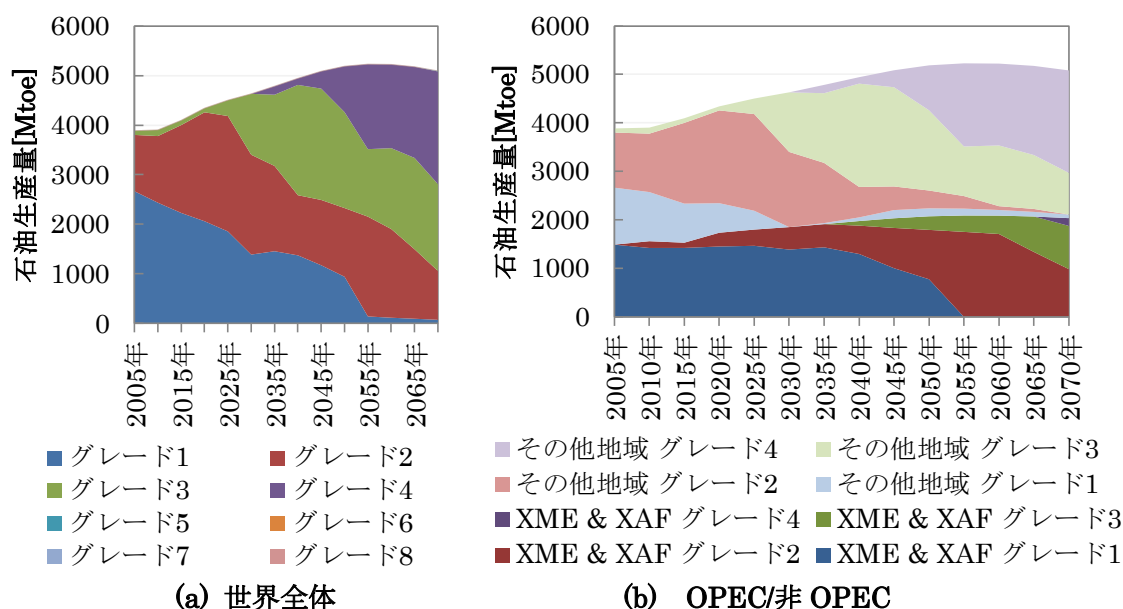 石油生産量[Mtoe]
6000
5000
4000
3000
2000
1000
0
2005年
2015年
2025年
2035年
2045年
2055年
2065年
グレード1
グレード2
グレード3
グレード4
グレード5
グレード6
グレード7
グレード8
(a) 世界全体
石油生産量[Mtoe]
6000
5000
4000
3000
2000
1000
0
2005年
2010年
2015年
2020年
2025年
2030年
2035年
2040年
2045年
2050年
2055年
2060年
2065年
2070年
その他地域 グレード4
その他地域 グレード3
その他地域 グレード2
その他地域 グレード1
XME & XAF グレード4
XME & XAF グレード3
XME & XAF グレード2
XME & XAF グレード1
(b) OPEC/非 OPEC